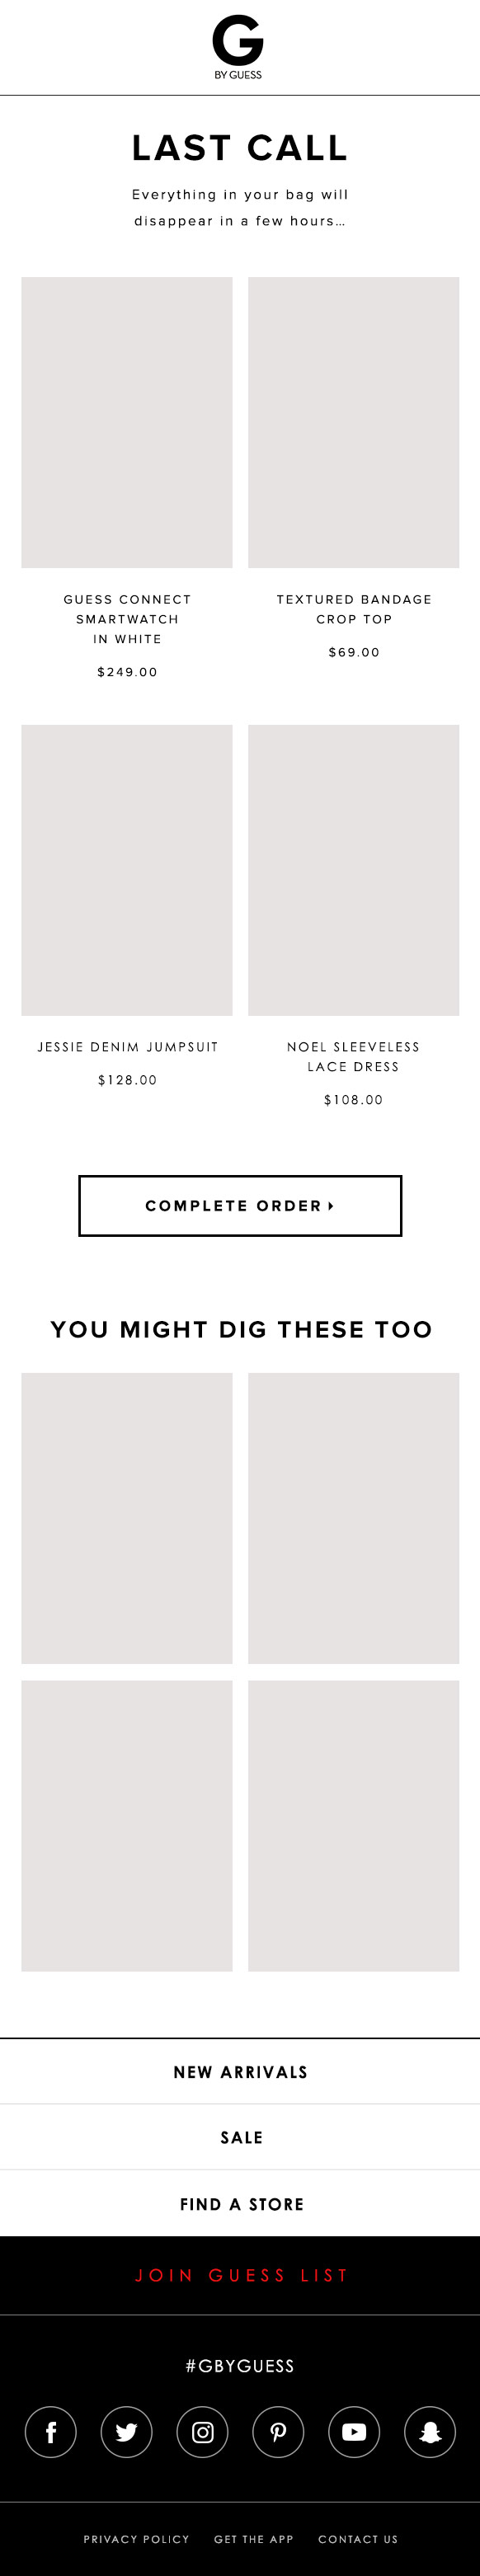 G
BY GUESS
LAST CALL
Everything in your bag will
disappear in a few hours…
GUESS CONNECT
SMARTWATCH
IN WHITE
$249.00
TEXTURED BANDAGE
CROP TOP
$69.00
JESSIE DENIM JUMPSUIT
$128.00
NOEL SLEEVELESS
LACE DRESS
$108.00
COMPLETE ORDER
YOU MIGHT DIG THESE TOO
NEW ARRIVALS
SALE
FIND A STORE
JOIN GUESS LIST
#GBYGUESS
PRIVACY POLICY GET THE APP CONTACT US